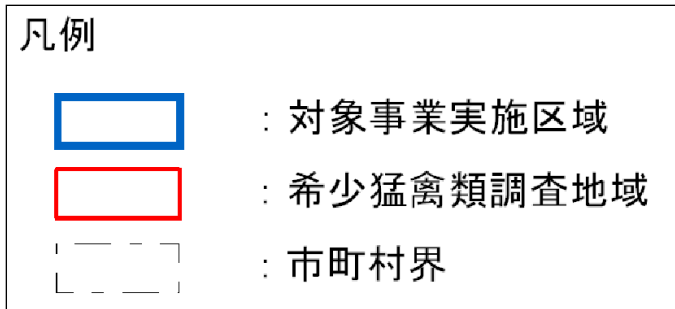 凡例
：対象事業実施区域
：希少猛禽類調査地域
：市町村界